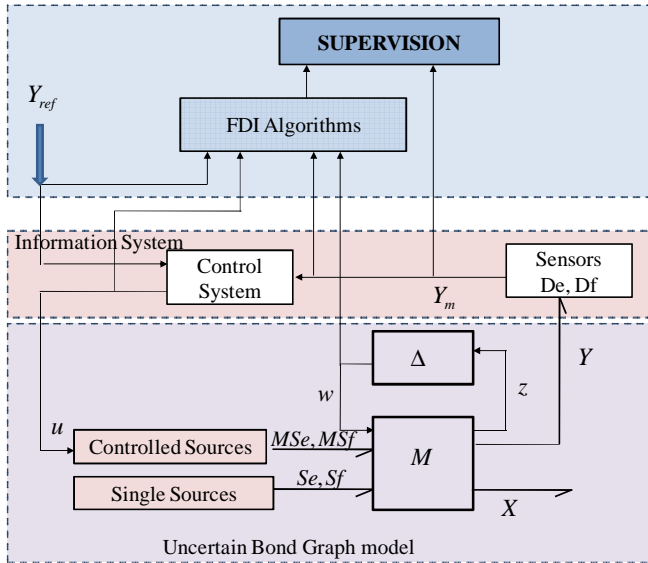 SUPERVISION
Y_ref
FDI Algorithms
Information System
Control
System
Sensors
De, Df
Y_m
Δ
Y
w
z
u
Controlled Sources
MSe, MSf
M
Single Sources
Se, Sf
X
Uncertain Bond Graph model